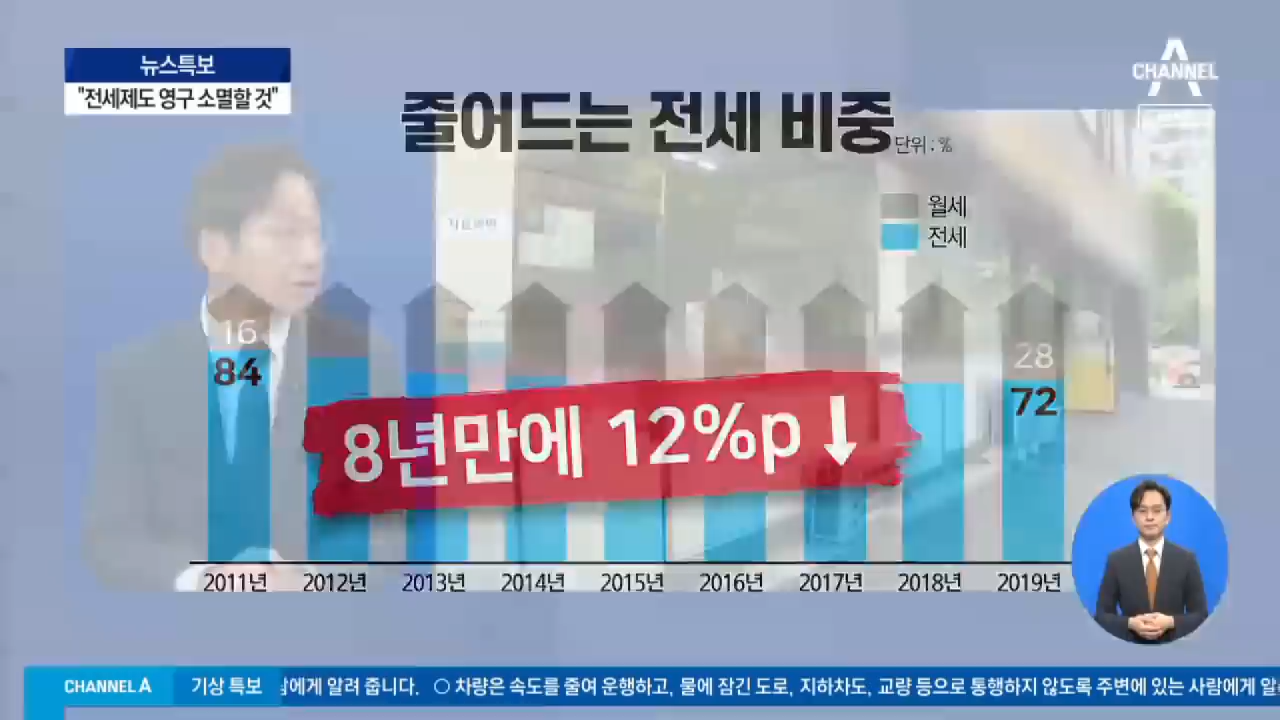 뉴스특보
"전세제도 영구 소멸할 것"
CHANNEL A
줄어드는 전세 비중
단위 : %
월세
전세
자료화면
16
84
28
72
8년만에 12%p ↓
2011년 2012년 2013년 2014년 2015년 2016년 2017년 2018년 2019년
CHANNEL A 기상 특보 에게 알려 줍니다. ○ 차량은 속도를 줄여 운행하고, 물에 잠긴 도로, 지하차도, 교량 등으로 통행하지 않도록 주변에 있는 사람에게